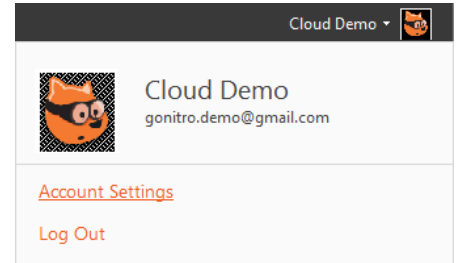 Cloud Demo
Cloud Demo
gonitro.demo@gmail.com
Account Settings
Log Out